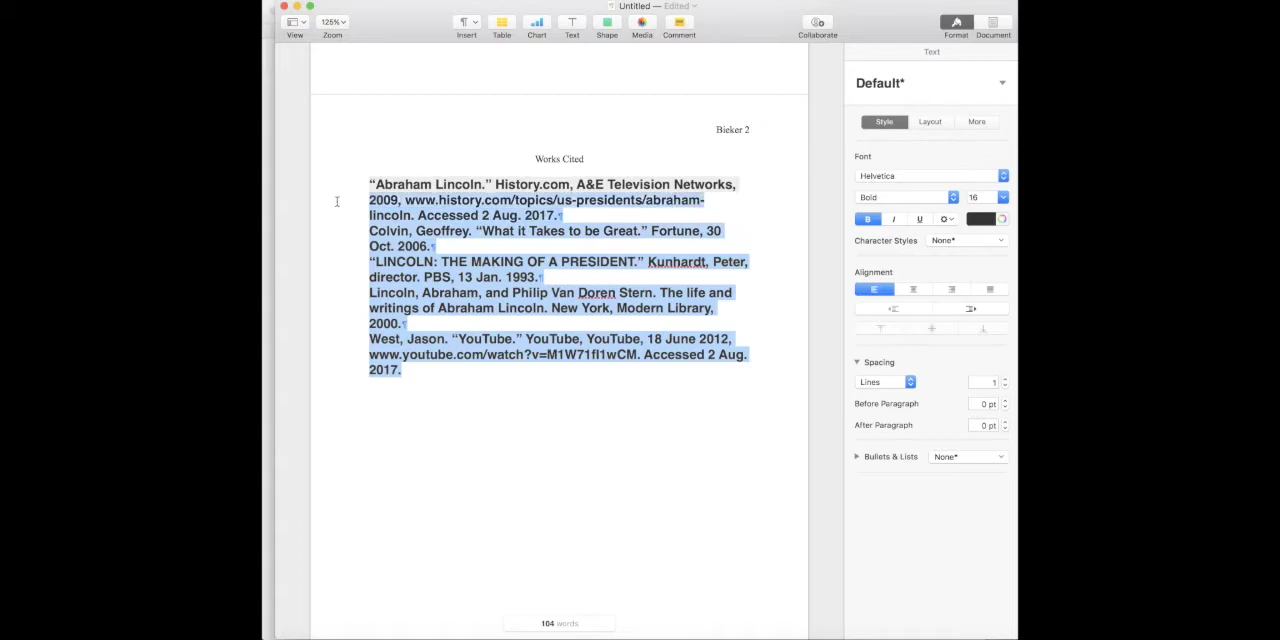 Untitled — Edited
125%
View
Zoom
Insert
Table
Chart
Text
Shape
Media
Comment
Collaborate
Format
Document
Text
Default*
Style
Layout
More
Font
Helvetica
Bold
16
B
I
U
Character Styles
None*
Alignment
Spacing
Lines
1
Before Paragraph
0 pt
After Paragraph
0 pt
Bullets & Lists
None*
Bieker 2
Works Cited
“Abraham Lincoln.” History.com, A&E Television Networks,
2009, www.history.com/topics/us-presidents/abraham-
lincoln. Accessed 2 Aug. 2017.¶
Colvin, Geoffrey. “What it Takes to be Great.” Fortune, 30
Oct. 2006.¶
“LINCOLN: THE MAKING OF A PRESIDENT.” Kunhardt, Peter,
director. PBS, 13 Jan. 1993.¶
Lincoln, Abraham, and Philip Van Doren Stern. The life and
writings of Abraham Lincoln. New York, Modern Library,
2000.¶
West, Jason. “YouTube.” YouTube, YouTube, 18 June 2012,
www.youtube.com/watch?v=M1W71fI1wCM. Accessed 2 Aug.
2017.
104 words